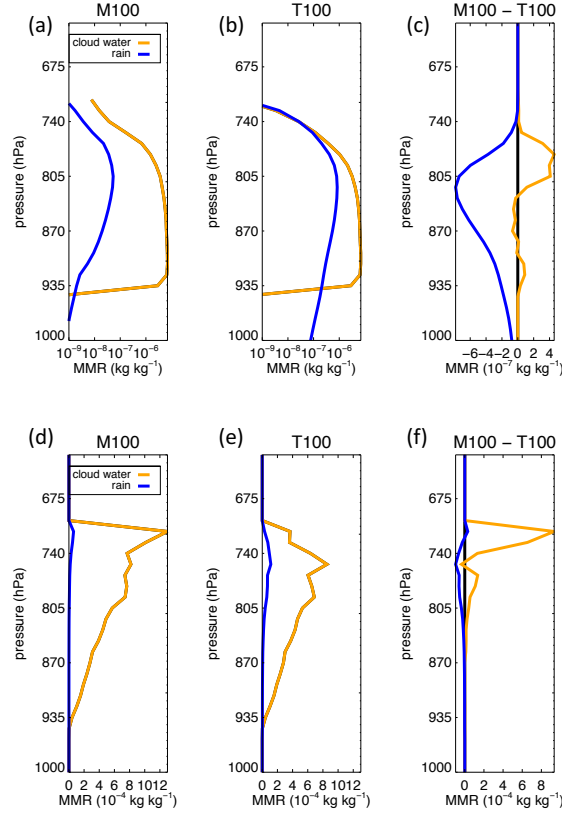 M100
T100
M100 − T100
(a)
(b)
(c)
cloud water
rain
675
740
805
870
935
1000
pressure (hPa)
675
740
805
870
935
1000
pressure (hPa)
675
740
805
870
935
1000
pressure (hPa)
10⁻⁹ 10⁻⁸ 10⁻⁷ 10⁻⁶
MMR (kg kg⁻¹)
10⁻⁹ 10⁻⁸ 10⁻⁷ 10⁻⁶
MMR (kg kg⁻¹)
−6−4−2 0 2 4
MMR (10⁻⁷ kg kg⁻¹)
(d)
(e)
(f)
M100
T100
M100 − T100
cloud water
rain
675
740
805
870
935
1000
pressure (hPa)
675
740
805
870
935
1000
pressure (hPa)
675
740
805
870
935
1000
pressure (hPa)
0 2 4 6 8 1012
MMR (10⁻⁴ kg kg⁻¹)
0 2 4 6 8 1012
MMR (10⁻⁴ kg kg⁻¹)
0 2 4 6 8
MMR (10⁻⁴ kg kg⁻¹)